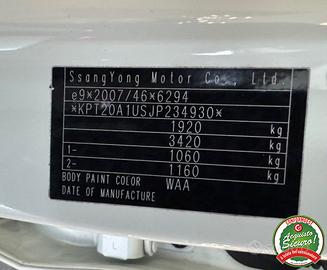 SsangYong Motor Co., Ltd.
e9*2007/46*6294
*KPT20A1USJP234930*
1920 kg
3420 kg
1- 1060 kg
2- 1160 kg
BODY PAINT COLOR WAA
DATE OF MANUFACTURE
Acquisto
Sicuro!